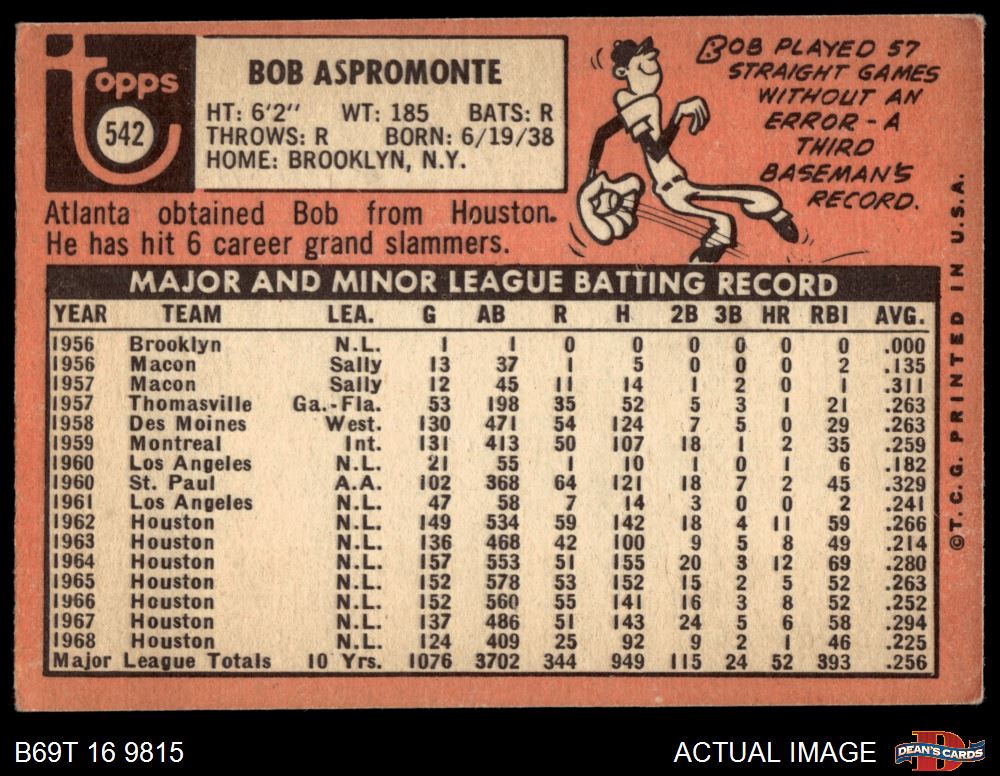 topps
542
BOB ASPROMONTE
HT: 6'2" WT: 185 BATS: R
THROWS: R BORN: 6/19/38
HOME: BROOKLYN, N.Y.
BOB PLAYED 57
STRAIGHT GAMES
WITHOUT AN
ERROR - A
THIRD
BASEMAN'S
RECORD.
Atlanta obtained Bob from Houston.
He has hit 6 career grand slammers.
MAJOR AND MINOR LEAGUE BATTING RECORD
YEAR TEAM LEA. G AB R H 2B 3B HR RBI AVG.
1956 Brooklyn N.L. 1 1 0 0 0 0 0 0 .000
1956 Macon Sally 13 37 1 5 0 0 0 2 .135
1957 Macon Sally 12 45 11 14 1 2 0 1 .311
1957 Thomasville Ga.-Fla. 53 198 35 52 5 3 1 21 .263
1958 Des Moines West. 130 471 54 124 7 5 0 29 .263
1959 Montreal Int. 131 413 50 107 18 1 2 35 .259
1960 Los Angeles N.L. 21 55 1 10 1 0 1 6 .182
1960 St. Paul A.A. 102 368 64 121 18 7 2 45 .329
1961 Los Angeles N.L. 47 58 7 14 3 0 0 2 .241
1962 Houston N.L. 149 534 59 142 18 4 11 59 .266
1963 Houston N.L. 136 468 42 100 9 5 8 49 .214
1964 Houston N.L. 157 553 51 155 20 3 12 69 .280
1965 Houston N.L. 152 578 53 152 15 2 5 52 .263
1966 Houston N.L. 152 560 55 141 16 3 8 52 .252
1967 Houston N.L. 137 486 51 143 24 5 6 58 .294
1968 Houston N.L. 124 409 25 92 9 2 1 46 .225
Major League Totals 10 Yrs. 1076 3702 344 949 115 24 52 393 .256
©T.C.G. PRINTED IN U.S.A.
B69T 16 9815
ACTUAL IMAGE
D
DEAN'S CARDS